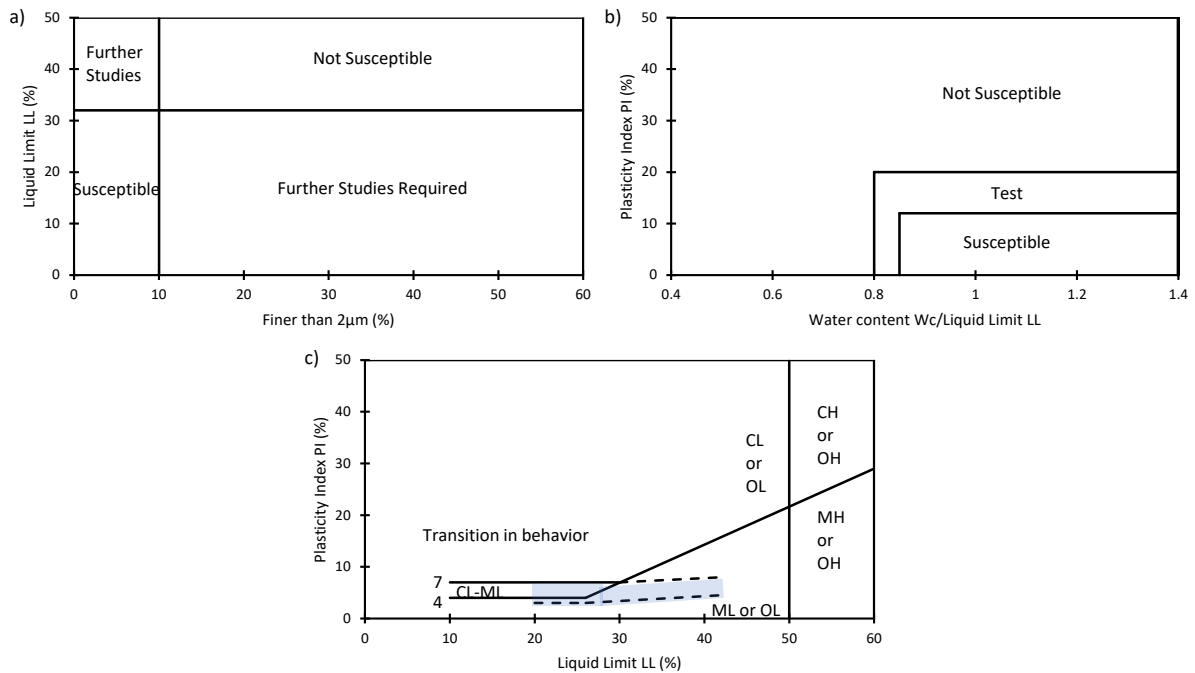 a)
50
40
30
20
10
0
Liquid Limit LL (%)
Further
Studies
Not Susceptible
Susceptible
Further Studies Required
0 10 20 30 40 50 60
Finer than 2µm (%)
b)
50
40
30
20
10
0
Plasticity Index PI (%)
Not Susceptible
Test
Susceptible
0.4 0.6 0.8 1 1.2 1.4
Water content Wc/Liquid Limit LL
c)
50
40
30
20
10
0
Plasticity Index PI (%)
CL
or
OL
CH
or
OH
MH
or
OH
Transition in behavior
7
CL-ML
4
ML or OL
0 10 20 30 40 50 60
Liquid Limit LL (%)